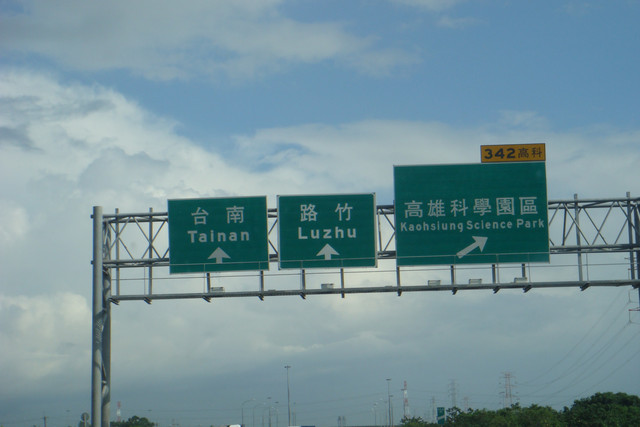 台南
Tainan
路竹
Luzhu
342高科
高雄科學園區
Kaohsiung Science Park